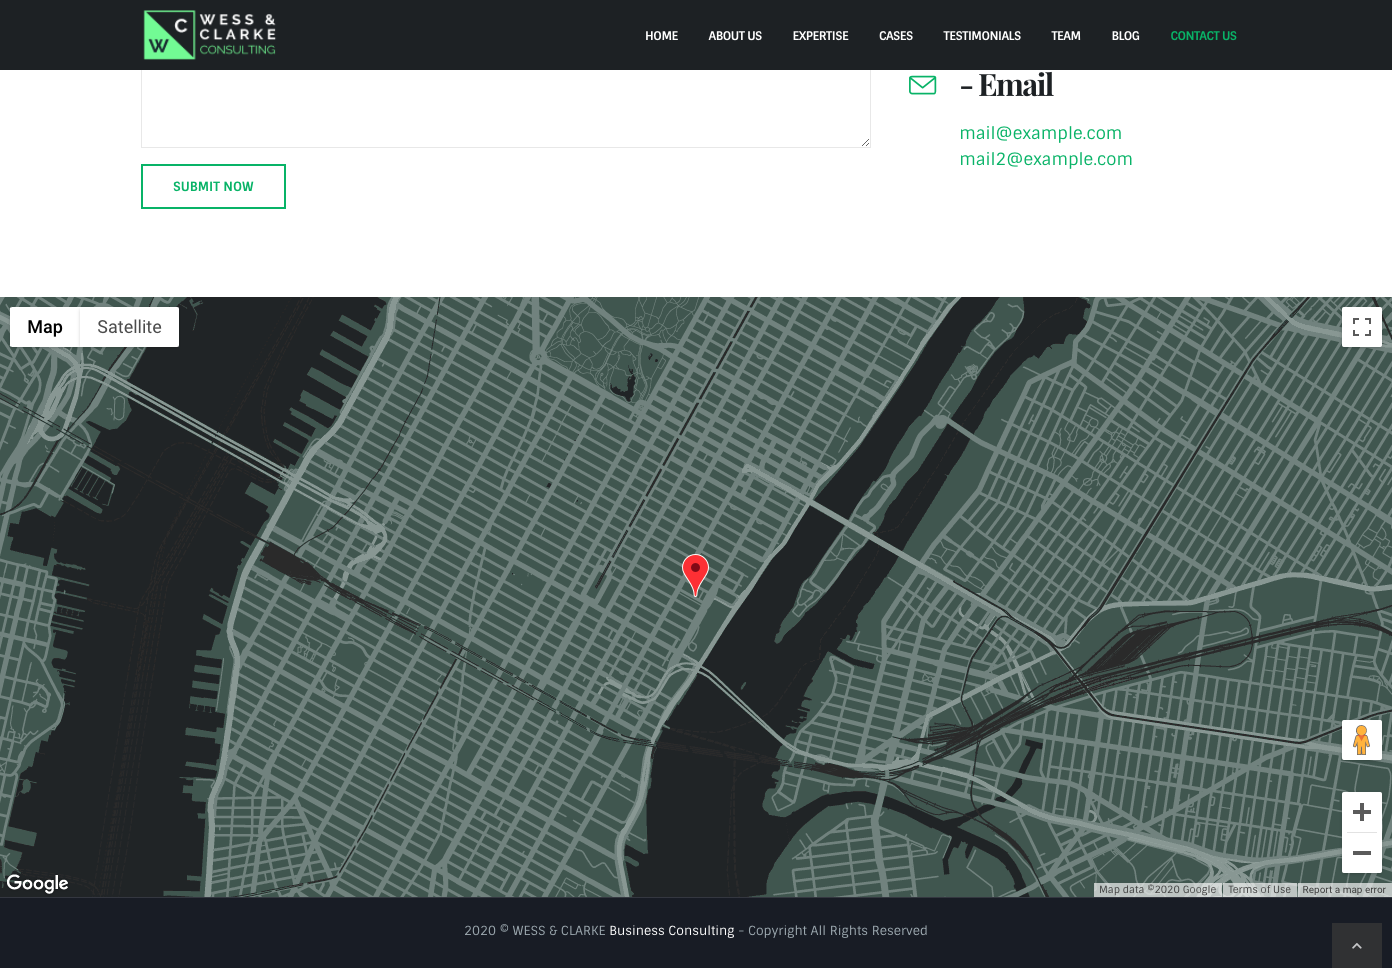 WESS &
CLARKE
CONSULTING
W C
HOME ABOUT US EXPERTISE CASES TESTIMONIALS TEAM BLOG CONTACT US
- Email
mail@example.com
mail2@example.com
SUBMIT NOW
Map Satellite
Google
Map data ©2020 Google Terms of Use Report a map error
2020 © WESS & CLARKE Business Consulting - Copyright All Rights Reserved